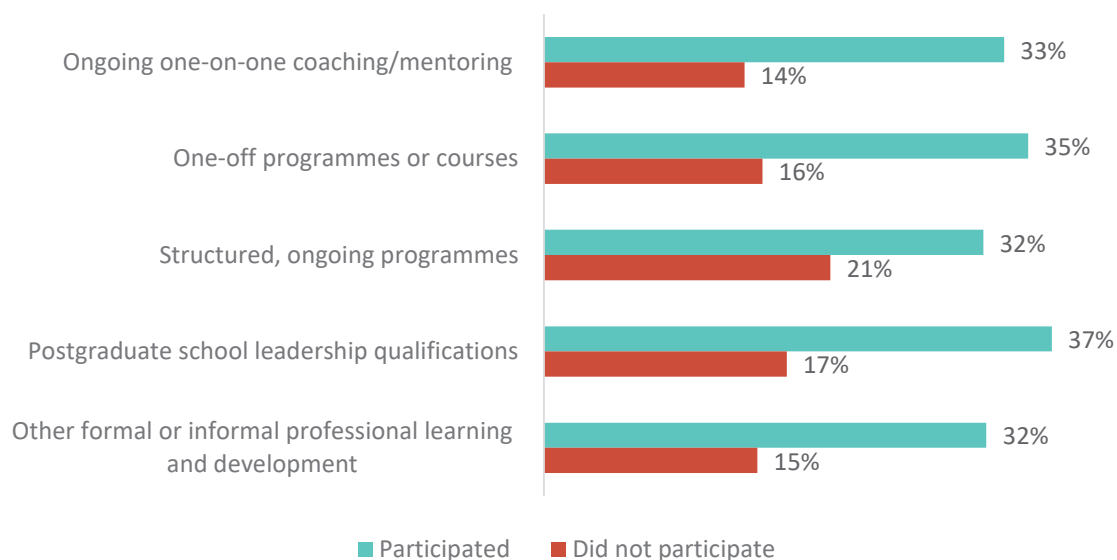 Ongoing one-on-one coaching/mentoring
33%
14%
One-off programmes or courses
35%
16%
Structured, ongoing programmes
32%
21%
Postgraduate school leadership qualifications
37%
17%
Other formal or informal professional learning
and development
32%
15%
Participated
Did not participate